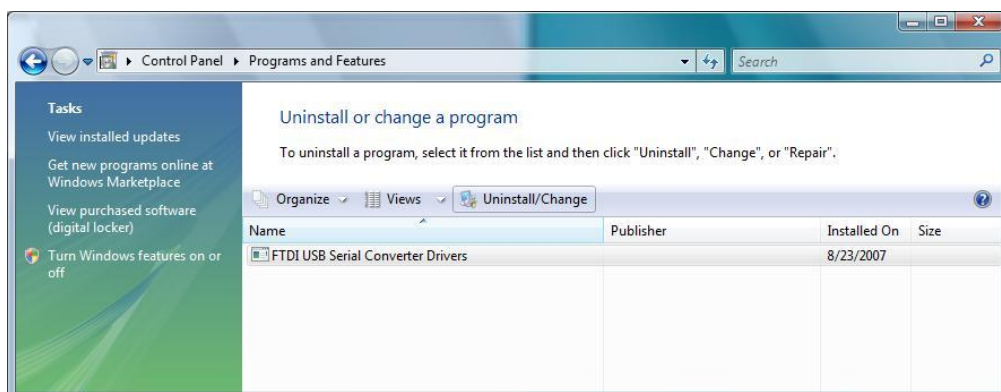 Control Panel ▸ Programs and Features
Search
Tasks
View installed updates
Get new programs online at
Windows Marketplace
View purchased software
(digital locker)
Turn Windows features on or
off
Uninstall or change a program
To uninstall a program, select it from the list and then click "Uninstall", "Change", or "Repair".
Organize Views Uninstall/Change
Name Publisher Installed On Size
FTDI USB Serial Converter Drivers 8/23/2007